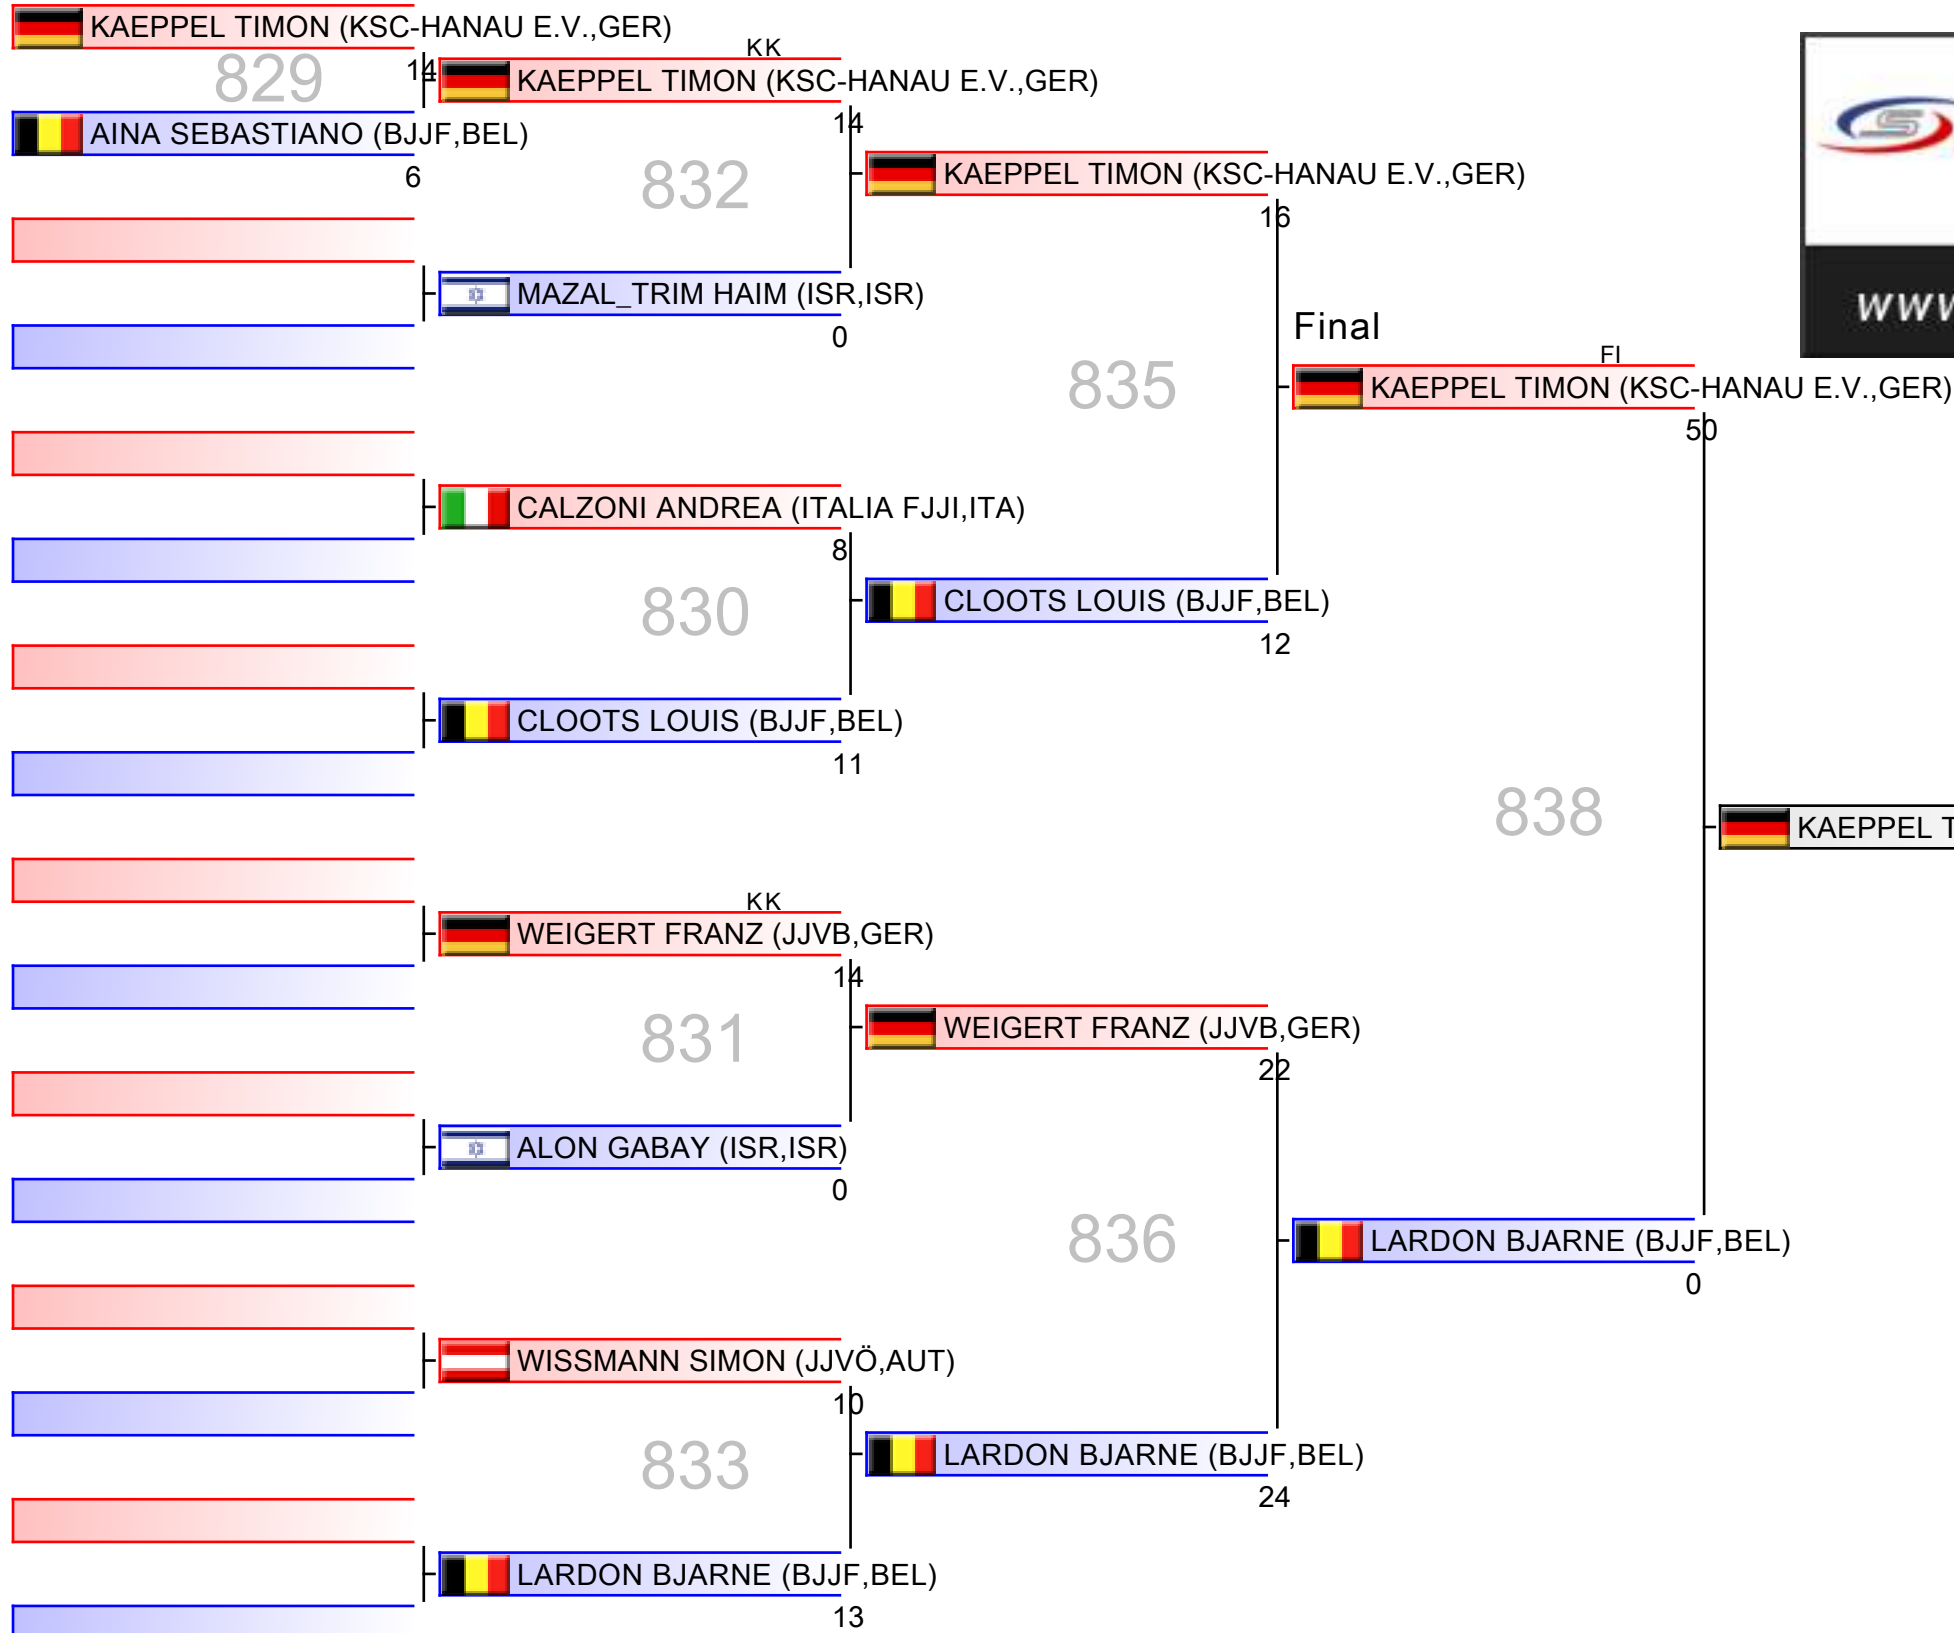 KAEPPEL TIMON (KSC-HANAU E.V.,GER)
829
14
AINA SEBASTIANO (BJJF,BEL)
6
KK
KAEPPEL TIMON (KSC-HANAU E.V.,GER)
14
832
MAZAL_TRIM HAIM (ISR,ISR)
0
KAEPPEL TIMON (KSC-HANAU E.V.,GER)
16
835
CALZONI ANDREA (ITALIA FJJI,ITA)
8
830
CLOOTS LOUIS (BJJF,BEL)
11
CLOOTS LOUIS (BJJF,BEL)
12
Final
FI
KAEPPEL TIMON (KSC-HANAU E.V.,GER)
50
838
KAEPPEL T
KK
WEIGERT FRANZ (JJVB,GER)
14
831
ALON GABAY (ISR,ISR)
0
WEIGERT FRANZ (JJVB,GER)
22
836
WISSMANN SIMON (JJVÖ,AUT)
10
833
LARDON BJARNE (BJJF,BEL)
13
LARDON BJARNE (BJJF,BEL)
24
LARDON BJARNE (BJJF,BEL)
0
S
www